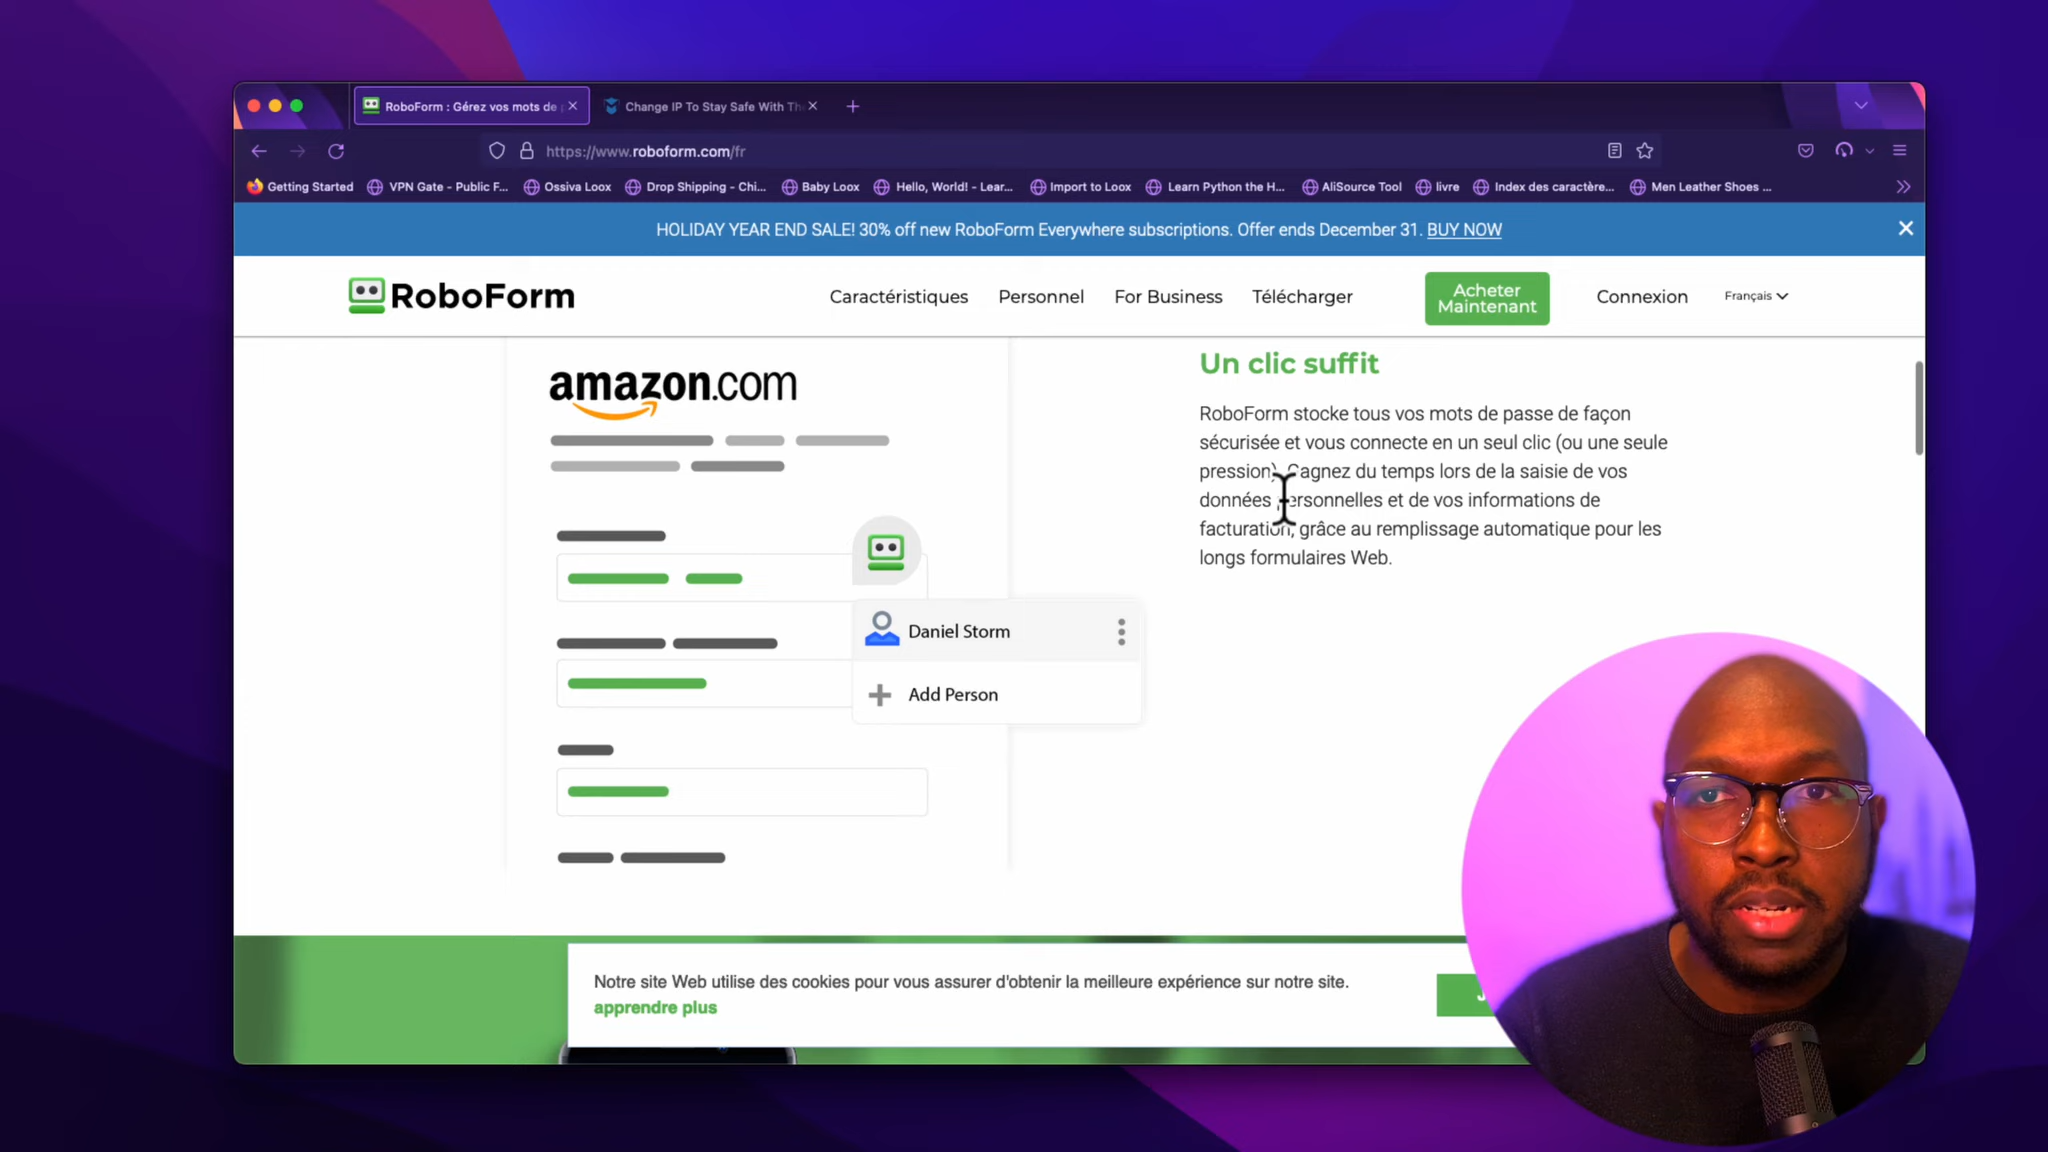 RoboForm : Gérez vos mots de
Change IP To Stay Safe With Th
https://www.roboform.com/fr
Getting Started
VPN Gate - Public F...
Ossiva Loox
Drop Shipping - Chi...
Baby Loox
Hello, World! - Lear...
Import to Loox
Learn Python the H...
AliSource Tool
livre
Index des caractère...
Men Leather Shoes ...
HOLIDAY YEAR END SALE! 30% off new RoboForm Everywhere subscriptions. Offer ends December 31. BUY NOW
RoboForm
Caractéristiques
Personnel
For Business
Télécharger
Acheter
Maintenant
Connexion
Français
amazon.com
Daniel Storm
Add Person
Un clic suffit
RoboForm stocke tous vos mots de passe de façon
sécurisée et vous connecte en un seul clic (ou une seule
pression). Gagnez du temps lors de la saisie de vos
données personnelles et de vos informations de
facturation, grâce au remplissage automatique pour les
longs formulaires Web.
Notre site Web utilise des cookies pour vous assurer d'obtenir la meilleure expérience sur notre site.
apprendre plus